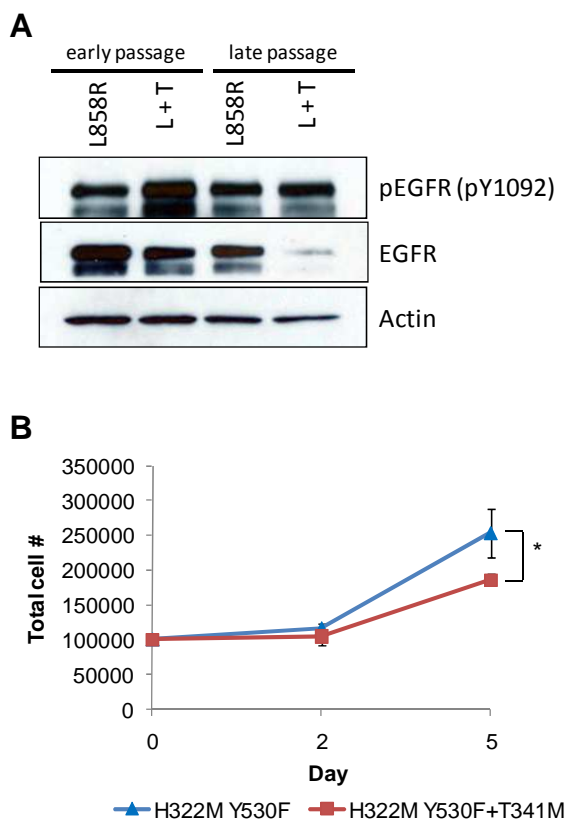 A
early passage late passage
L858R L + T L858R L + T
pEGFR (pY1092)
EGFR
Actin
B
350000
300000
250000
200000
150000
100000
50000
0
Total cell #
*
0 2 5
Day
H322M Y530F H322M Y530F+T341M